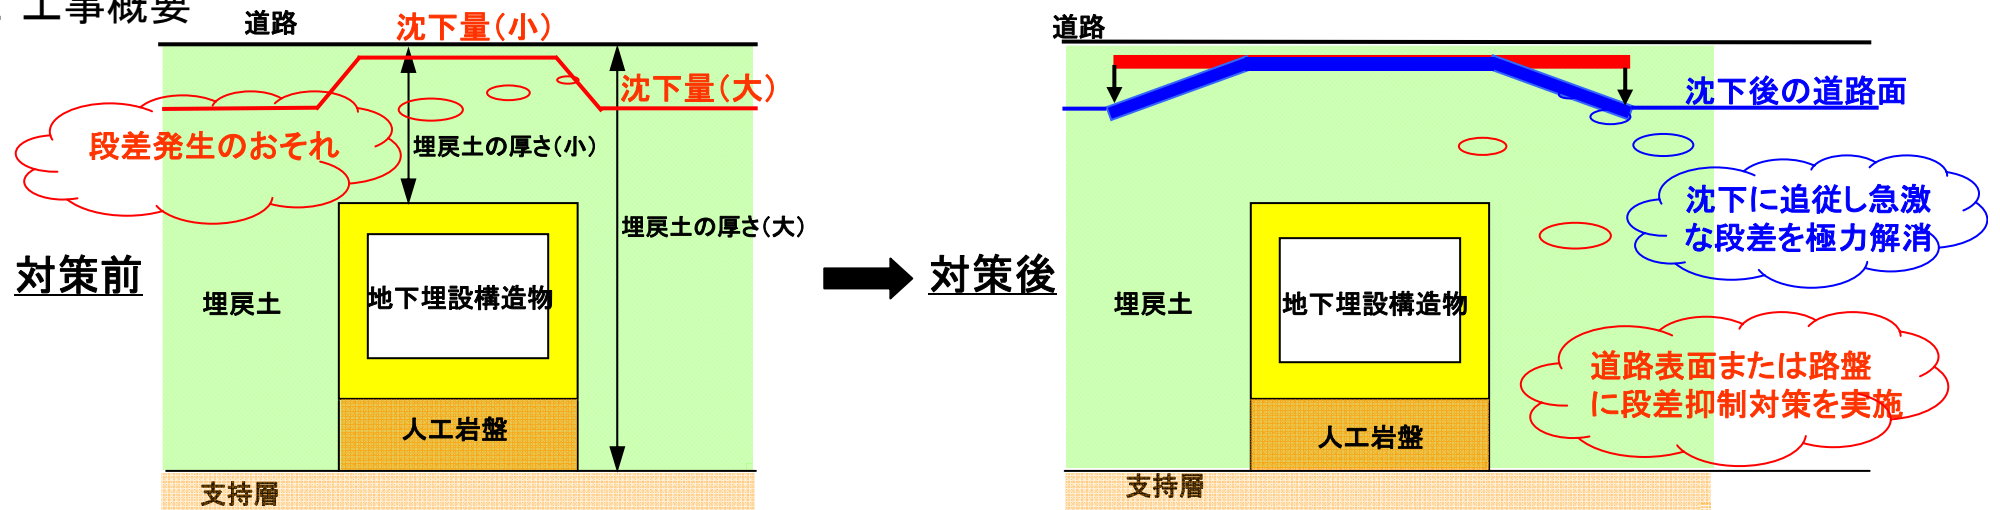 工事概要
道路
沈下量(小)
沈下量(大)
段差発生のおそれ
埋戻土の厚さ(小)
埋戻土の厚さ(大)
対策前
埋戻土
地下埋設構造物
人工岩盤
支持層
対策後
道路
沈下後の道路面
沈下に追従し急激
な段差を極力解消
埋戻土
地下埋設構造物
道路表面または路盤
に段差抑制対策を実施
人工岩盤
支持層